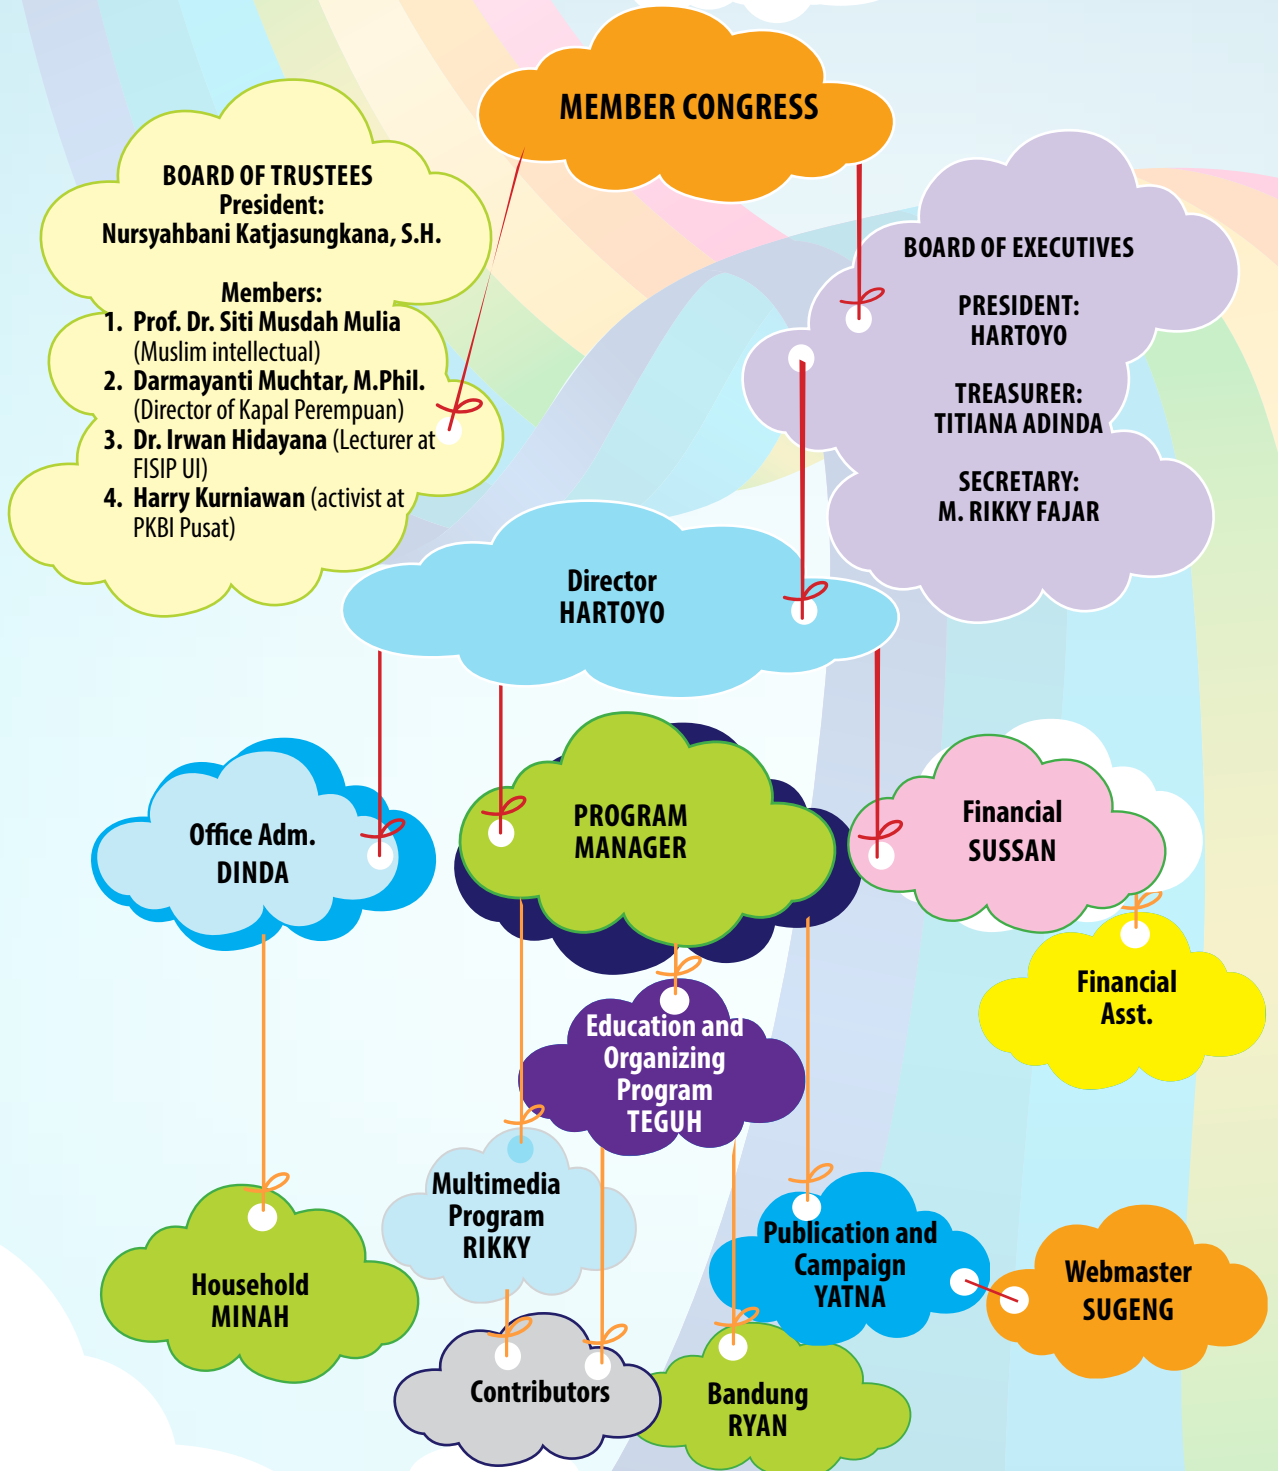 MEMBER CONGRESS
BOARD OF TRUSTEES
President:
Nursyahbani Katjasungkana, S.H.
Members:
1. Prof. Dr. Siti Musdah Mulia
(Muslim intellectual)
2. Darmayanti Muchtar, M.Phil.
(Director of Kapal Perempuan)
3. Dr. Irwan Hidayana (Lecturer at
FISIP UI)
4. Harry Kurniawan (activist at
PKBI Pusat)
BOARD OF EXECUTIVES
PRESIDENT:
HARTOYO
TREASURER:
TITIANA ADINDA
SECRETARY:
M. RIKKY FAJAR
Director
HARTOYO
Office Adm.
DINDA
PROGRAM
MANAGER
Financial
SUSSAN
Financial
Asst.
Education and
Organizing
Program
TEGUH
Multimedia
Program
RIKKY
Publication and
Campaign
YATNA
Webmaster
SUGENG
Household
MINAH
Contributors
Bandung
RYAN